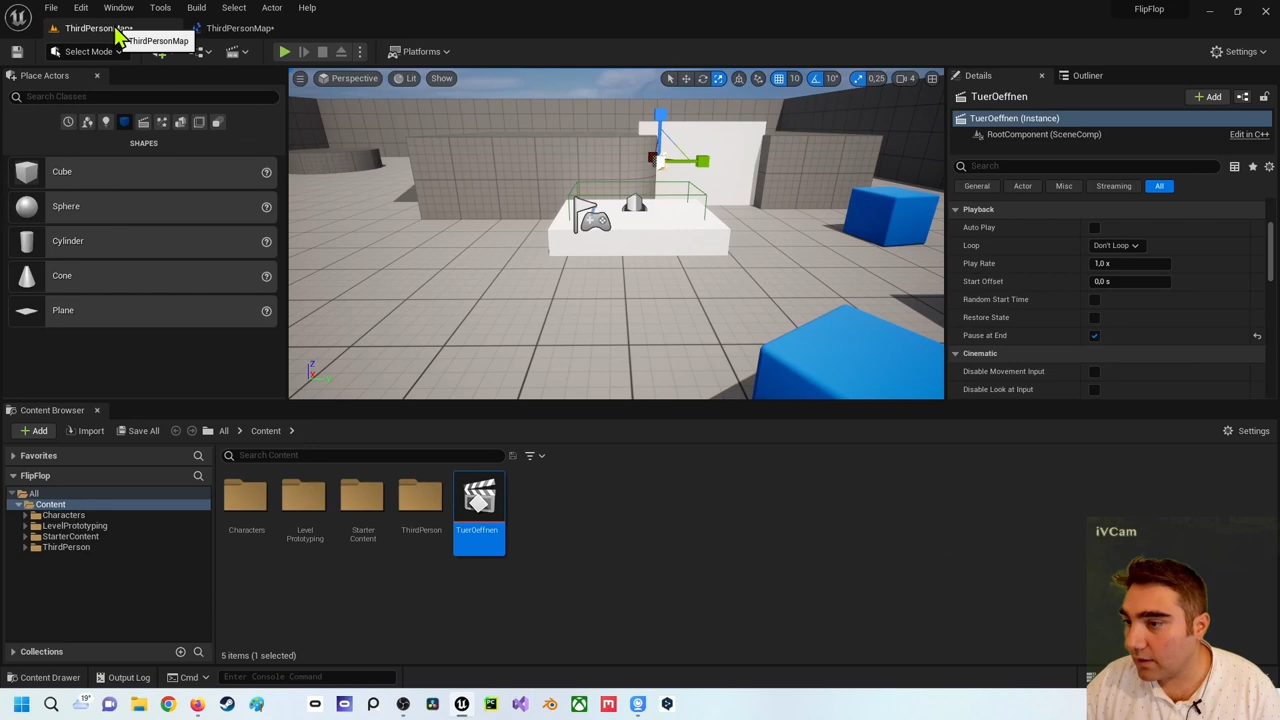 File Edit Window Tools Build Select Actor Help
FlipFlop
ThirdPersonMap* ThirdPersonMap*
ThirdPersonMap
Select Mode Platforms Settings
Place Actors
Search Classes
SHAPES
Cube
Sphere
Cylinder
Cone
Plane
Perspective Lit Show
10 10° 0,25 4
Z
X Y
Details Outliner
TuerOeffnen Add
TuerOeffnen (Instance)
RootComponent (SceneComp) Edit in C++
Search
General Actor Misc Streaming All
Playback
Auto Play
Loop Don't Loop
Play Rate 1,0 x
Start Offset 0,0 s
Random Start Time
Restore State
Pause at End
Cinematic
Disable Movement Input
Disable Look at Input
Content Browser
Add Import Save All All Content Settings
Favorites
FlipFlop
All
Content
Characters
LevelPrototyping
StarterContent
ThirdPerson
Collections
Search Content
Characters
Level
Prototyping
Starter
Content
ThirdPerson
TuerOeffnen
5 items (1 selected)
iVCam
Content Drawer Output Log Cmd Enter Console Command
19°